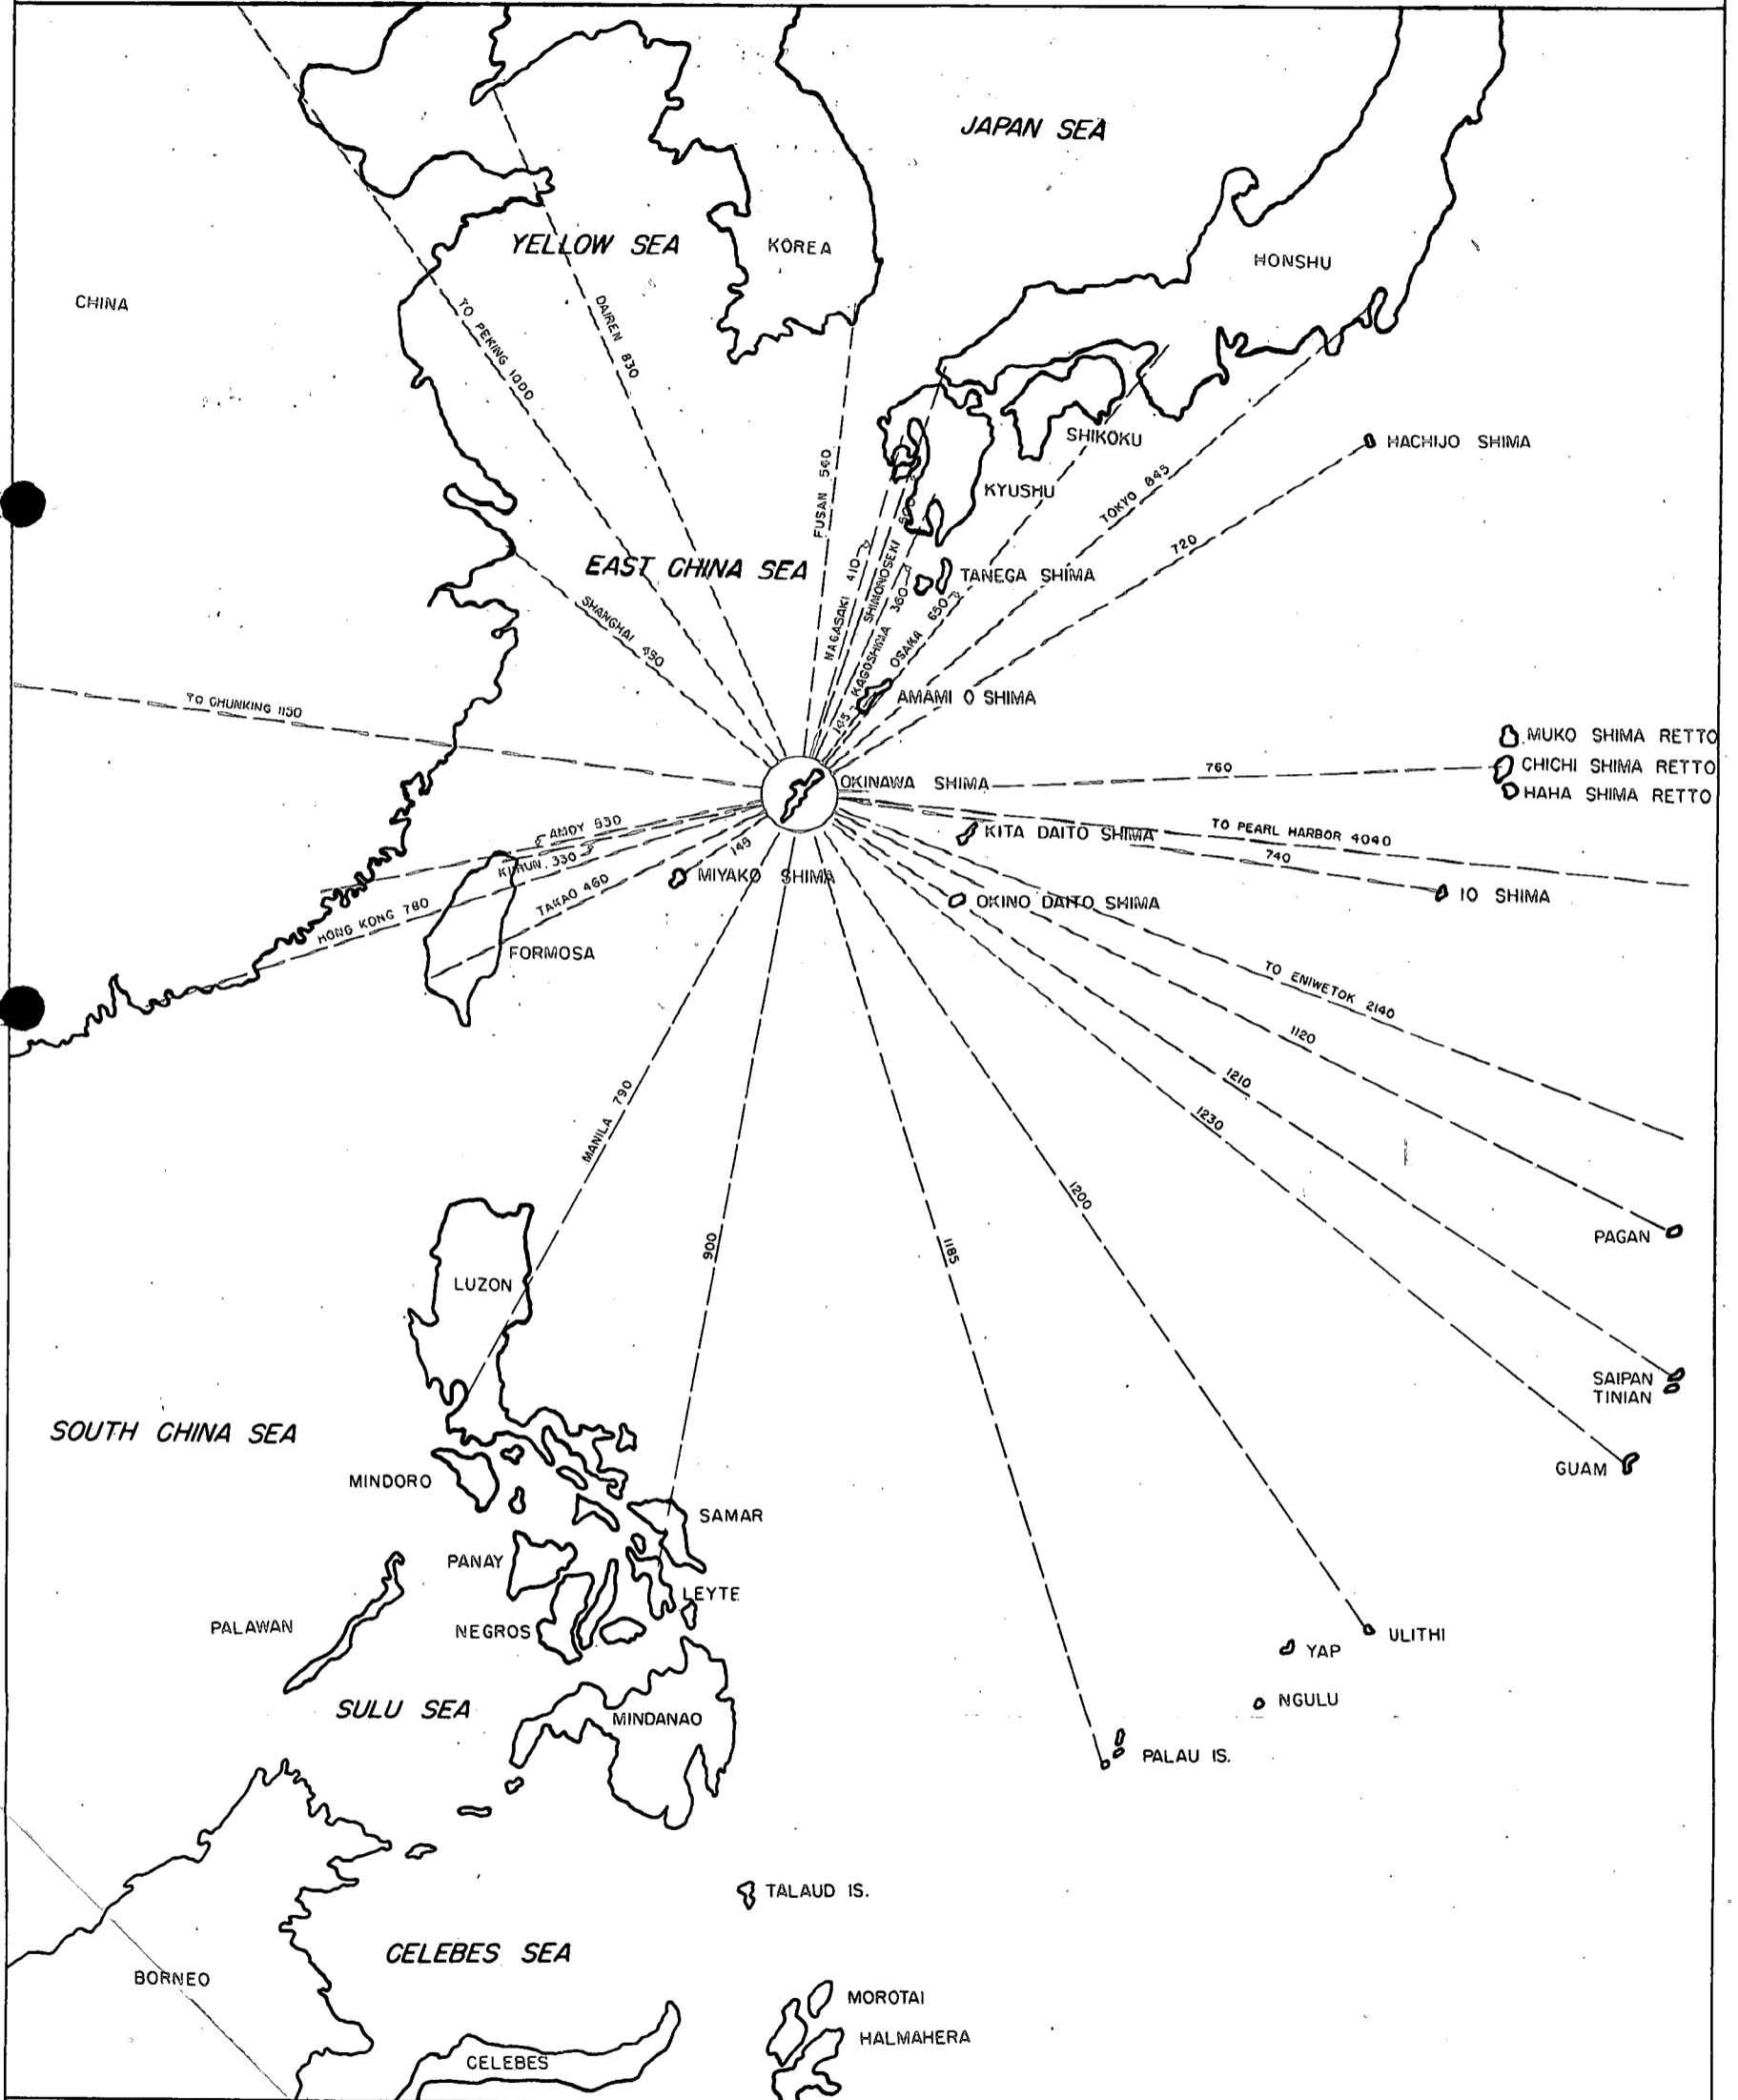 JAPAN SEA
YELLOW SEA
KOREA
HONSHU
CHINA
TO PEKING 1000
DAIREN 830
SHIKOKU
HACHIJO SHIMA
FUSAN 540
KYUSHU
TOKYO 845
720
EAST CHINA SEA
NAGASAKI 410
SHIMONOSEKI 500
KAGOSHIMA 360
OSAKA 650
TANEGA SHIMA
SHANGHAI 450
145
AMAMI O SHIMA
TO CHUNKING 1150
MUKO SHIMA RETTO
CHICHI SHIMA RETTO
HAHA SHIMA RETTO
760
OKINAWA SHIMA
AMOY 530
KIRUN 330
145
MIYAKO SHIMA
KITA DAITO SHIMA
TO PEARL HARBOR 4040
740
IO SHIMA
TAKAO 460
HONG KONG 780
OKINO DAITO SHIMA
FORMOSA
TO ENIWETOK 2140
1120
1210
1230
MANILA 790
1200
900
1185
PAGAN
LUZON
SAIPAN
TINIAN
SOUTH CHINA SEA
GUAM
MINDORO
SAMAR
PANAY
LEYTE
PALAWAN
NEGROS
ULITHI
YAP
NGULU
SULU SEA
MINDANAO
PALAU IS.
TALAUD IS.
CELEBES SEA
BORNEO
MOROTAI
HALMAHERA
CELEBES